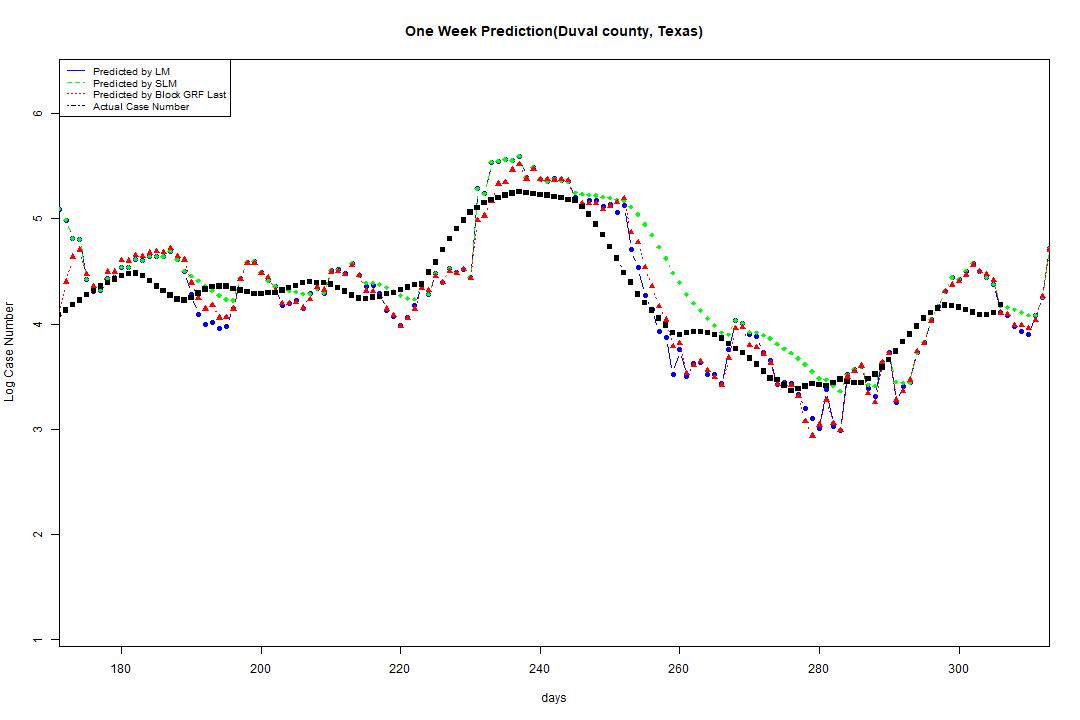 One Week Prediction(Duval county, Texas)
Predicted by LM
Predicted by SLM
Predicted by Block GRF Last
Actual Case Number
6
5
4
3
2
1
Log Case Number
180 200 220 240 260 280 300
days